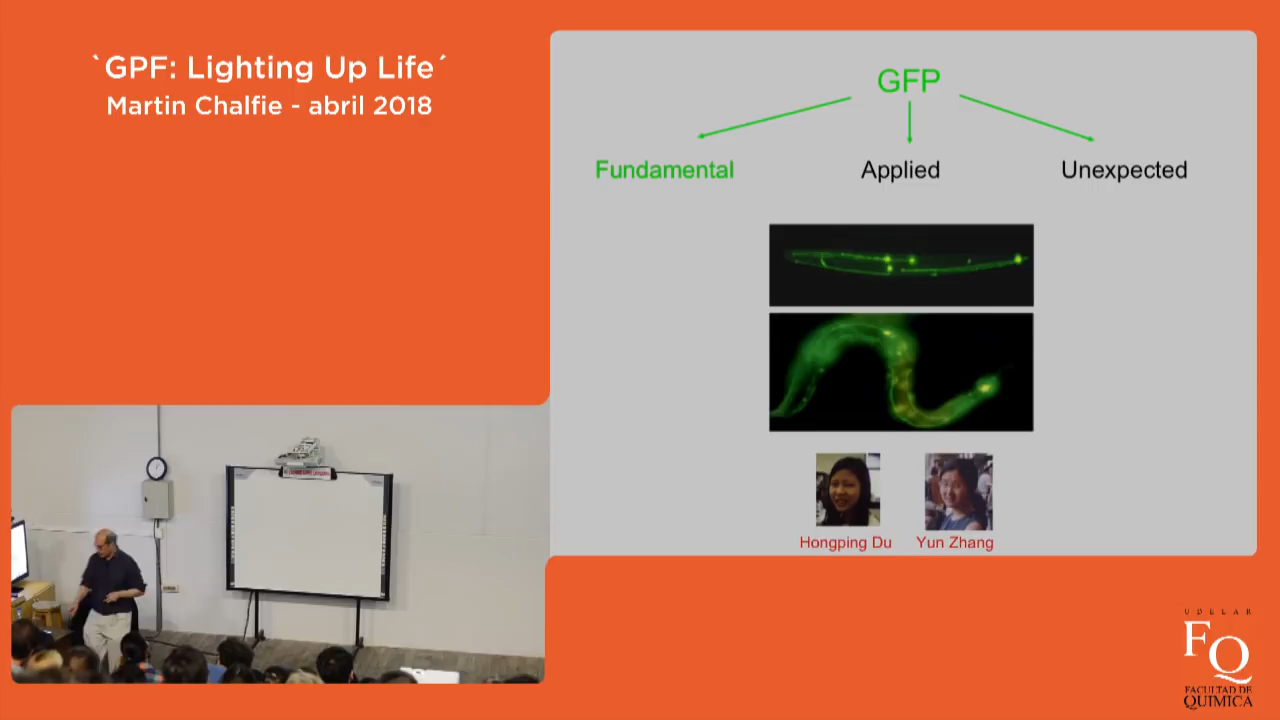 `GPF: Lighting Up Life´
Martin Chalfie - abril 2018
GFP
Fundamental
Applied
Unexpected
Hongping Du
Yun Zhang
UDELAR
FQ
FACULTAD DE
QUIMICA